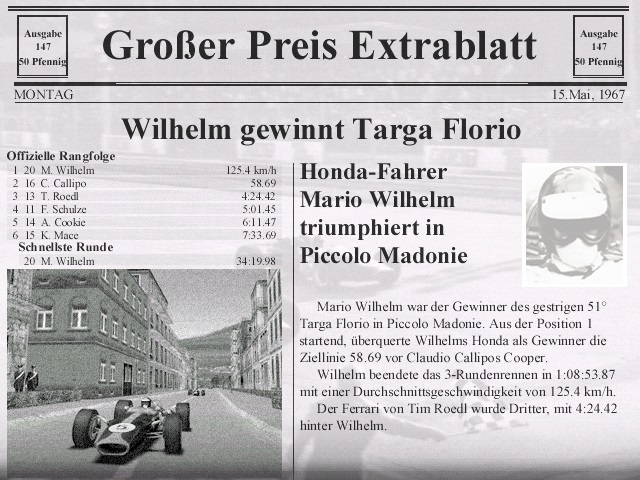 Ausgabe
147
50 Pfennig
Großer Preis Extrablatt
Ausgabe
147
50 Pfennig
MONTAG 15.Mai, 1967
Wilhelm gewinnt Targa Florio
Offizielle Rangfolge
1 20 M. Wilhelm 125.4 km/h
2 16 C. Callipo 58.69
3 13 T. Roedl 4:24.42
4 11 F. Schulze 5:01.45
5 14 A. Cookie 6:11.47
6 15 K. Mace 7:33.69
Schnellste Runde
20 M. Wilhelm 34:19.98
Honda-Fahrer
Mario Wilhelm
triumphiert in
Piccolo Madonie
Mario Wilhelm war der Gewinner des gestrigen 51°
Targa Florio in Piccolo Madonie. Aus der Position 1
startend, überquerte Wilhelms Honda als Gewinner die
Ziellinie 58.69 vor Claudio Callipos Cooper.
Wilhelm beendete das 3-Rundenrennen in 1:08:53.87
mit einer Durchschnittsgeschwindigkeit von 125.4 km/h.
Der Ferrari von Tim Roedl wurde Dritter, mit 4:24.42
hinter Wilhelm.